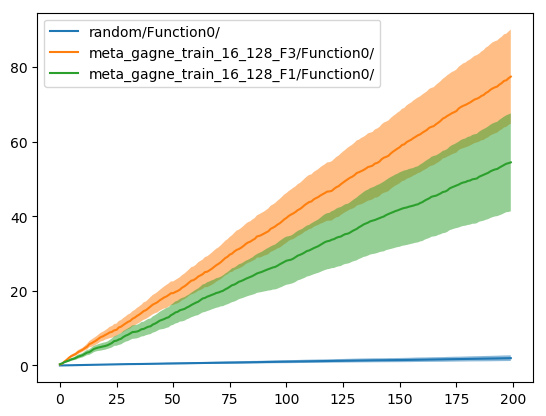 random/Function0/
meta_gagne_train_16_128_F3/Function0/
meta_gagne_train_16_128_F1/Function0/
80
60
40
20
0
0 25 50 75 100 125 150 175 200